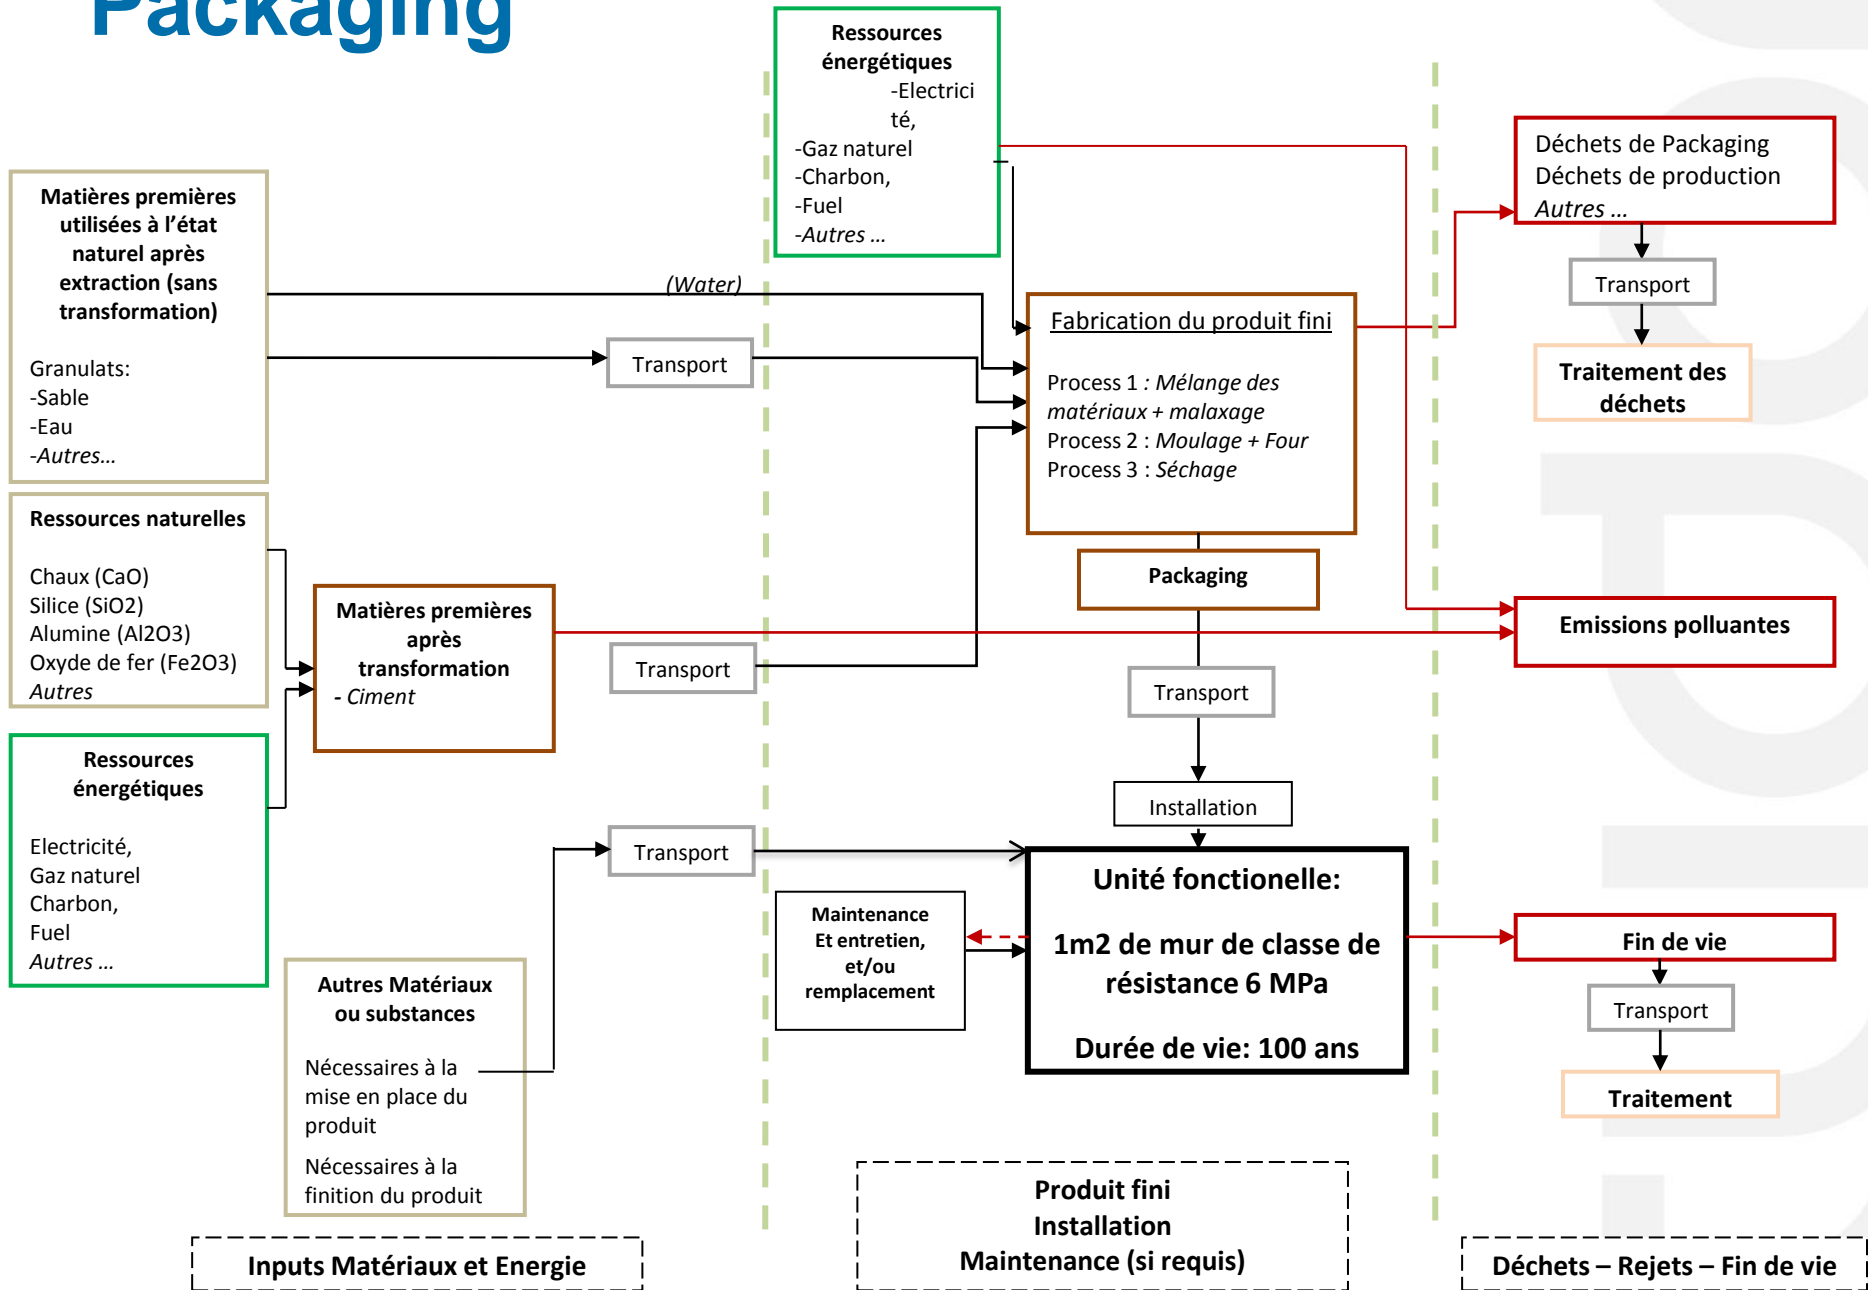 Packaging
Ressources
énergétiques
-Electrici
té,
-Gaz naturel
-Charbon,
-Fuel
-Autres ...
Matières premières
utilisées à l’état
naturel après
extraction (sans
transformation)
Granulats:
-Sable
-Eau
-Autres…
(Water)
Transport
Ressources naturelles
Chaux (CaO)
Silice (SiO2)
Alumine (Al2O3)
Oxyde de fer (Fe2O3)
Autres
Matières premières
après
transformation
- Ciment
Transport
Ressources
énergétiques
Electricité,
Gaz naturel
Charbon,
Fuel
Autres ...
Autres Matériaux
ou substances
Nécessaires à la
mise en place du
produit
Nécessaires à la
finition du produit
Transport
Inputs Matériaux et Energie
Fabrication du produit fini
Process 1 : Mélange des
matériaux + malaxage
Process 2 : Moulage + Four
Process 3 : Séchage
Packaging
Transport
Installation
Unité fonctionelle:
1m2 de mur de classe de
résistance 6 MPa
Durée de vie: 100 ans
Maintenance
Et entretien,
et/ou
remplacement
Produit fini
Installation
Maintenance (si requis)
Déchets de Packaging
Déchets de production
Autres ...
Transport
Traitement des
déchets
Emissions polluantes
Fin de vie
Transport
Traitement
Déchets – Rejets – Fin de vie